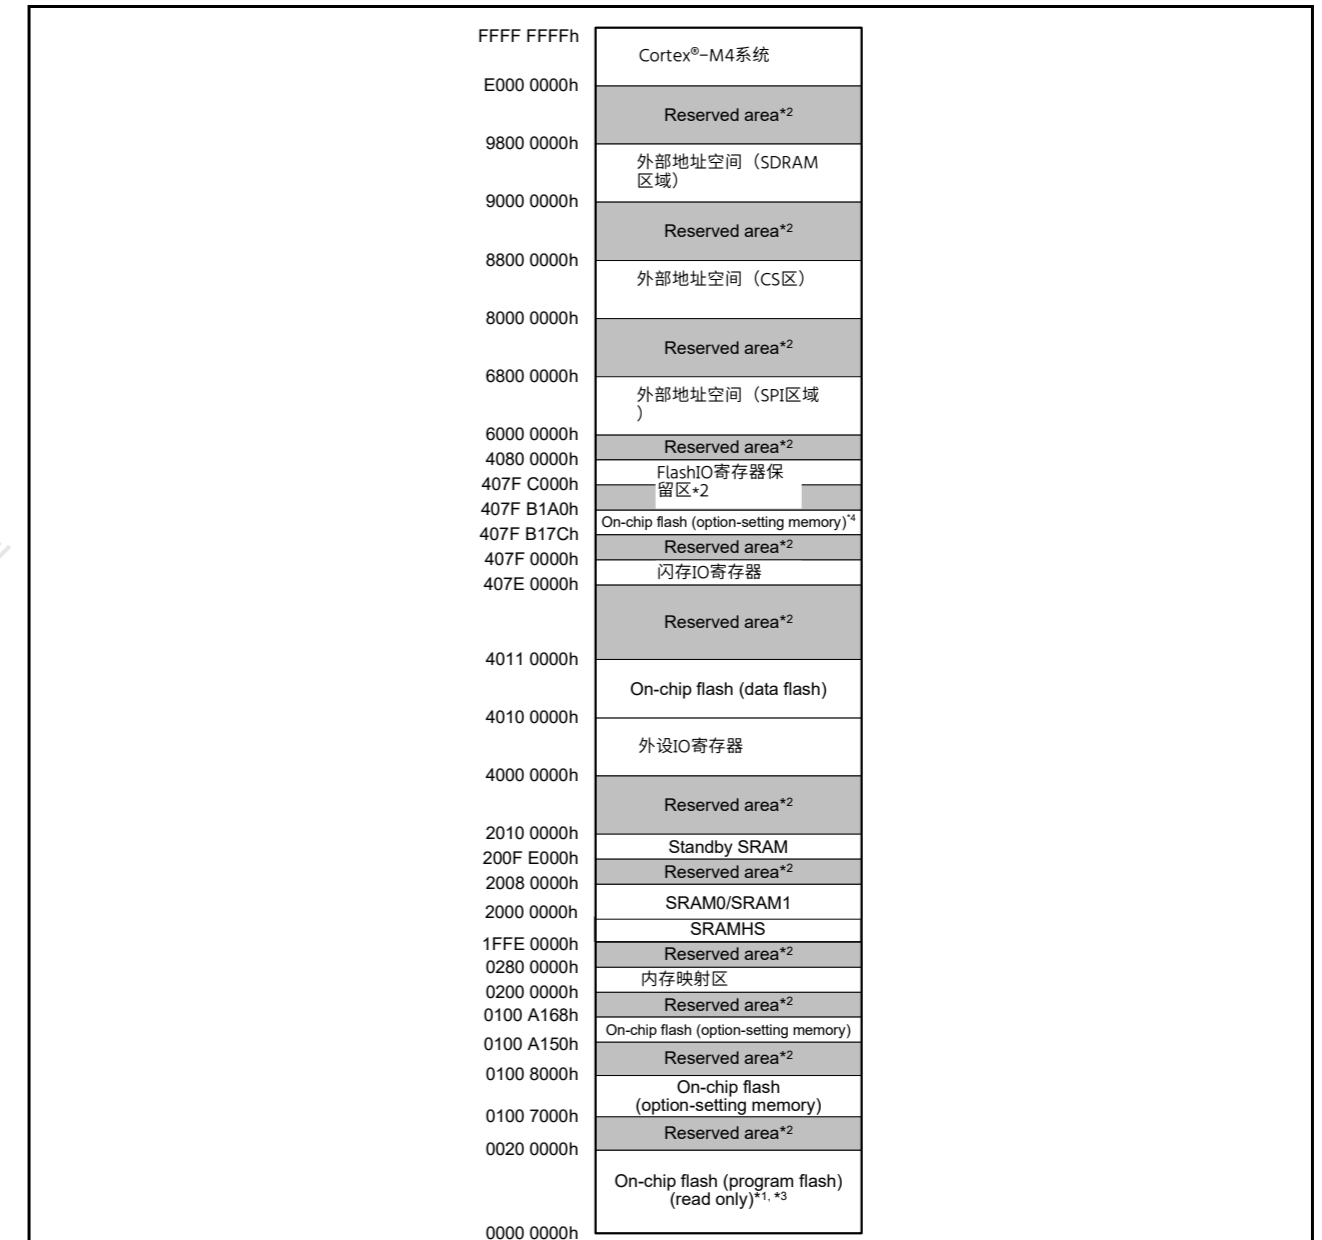 FFFF FFFFh
Cortex®-M4系统
E000 0000h
Reserved area*2
9800 0000h
外部地址空间（SDRAM
区域）
9000 0000h
Reserved area*2
8800 0000h
外部地址空间（CS区）
8000 0000h
Reserved area*2
6800 0000h
外部地址空间（SPI区域
）
6000 0000h
Reserved area*2
4080 0000h
FlashIO寄存器保
407F C000h
留区*2
407F B1A0h
On-chip flash (option-setting memory)*4
407F B17Ch
Reserved area*2
407F 0000h
闪存IO寄存器
407E 0000h
Reserved area*2
4011 0000h
On-chip flash (data flash)
4010 0000h
外设IO寄存器
4000 0000h
Reserved area*2
2010 0000h
Standby SRAM
200F E000h
Reserved area*2
2008 0000h
SRAM0/SRAM1
2000 0000h
SRAMHS
1FFE 0000h
Reserved area*2
0280 0000h
内存映射区
0200 0000h
Reserved area*2
0100 A168h
On-chip flash (option-setting memory)
0100 A150h
Reserved area*2
0100 8000h
On-chip flash
(option-setting memory)
0100 7000h
Reserved area*2
0020 0000h
On-chip flash (program flash)
(read only)*1, *3
0000 0000h